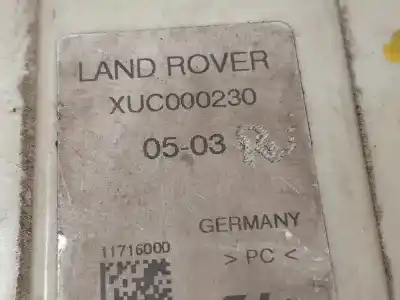 LAND ROVER
XUC000230
05-03
GERMANY
11716000
> PC <